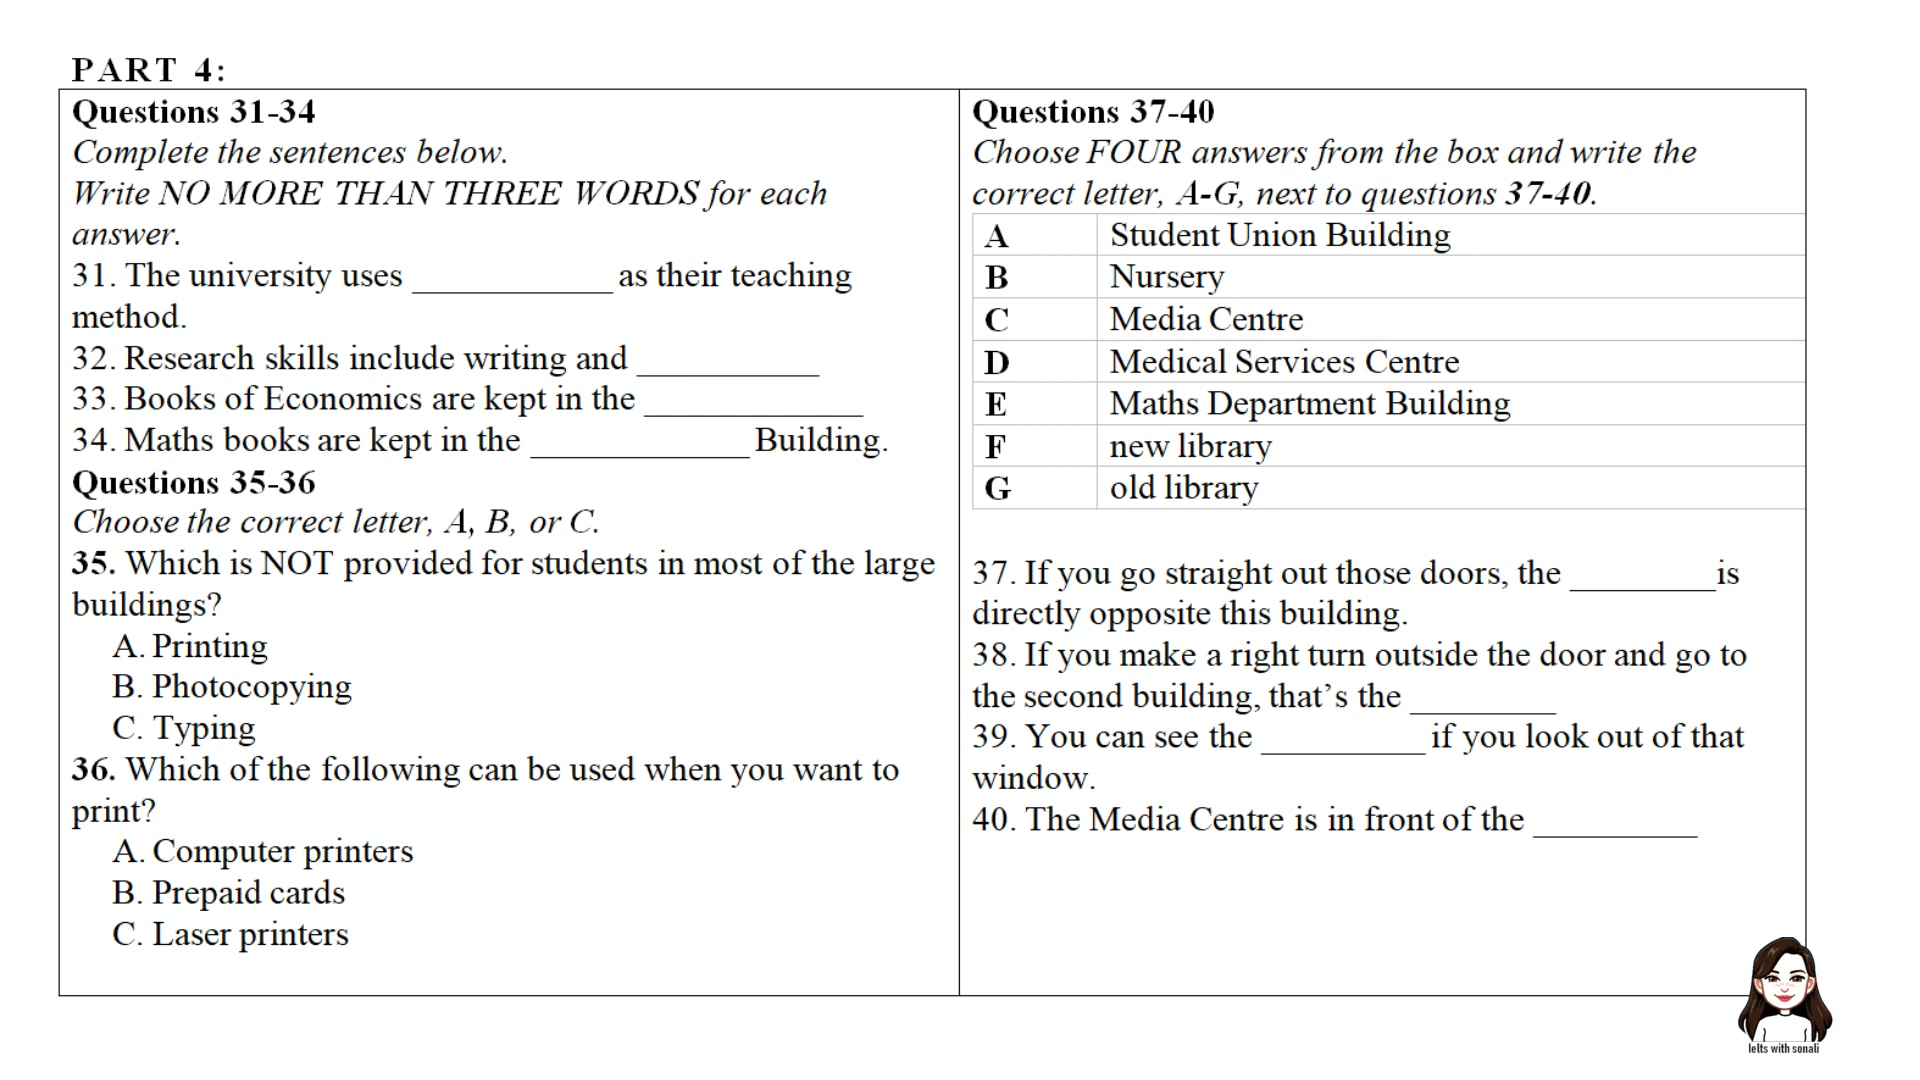 PART 4:
Questions 31-34
Complete the sentences below.
Write NO MORE THAN THREE WORDS for each
answer.
31. The university uses ____________ as their teaching
method.
32. Research skills include writing and ___________
33. Books of Economics are kept in the _____________
34. Maths books are kept in the _____________ Building.
Questions 35-36
Choose the correct letter, A, B, or C.
35. Which is NOT provided for students in most of the large
buildings?
A. Printing
B. Photocopying
C. Typing
36. Which of the following can be used when you want to
print?
A. Computer printers
B. Prepaid cards
C. Laser printers
Questions 37-40
Choose FOUR answers from the box and write the
correct letter, A-G, next to questions 37-40.
A Student Union Building
B Nursery
C Media Centre
D Medical Services Centre
E Maths Department Building
F new library
G old library
37. If you go straight out those doors, the _________is
directly opposite this building.
38. If you make a right turn outside the door and go to
the second building, that’s the _________
39. You can see the __________ if you look out of that
window.
40. The Media Centre is in front of the __________
Ielts with sonali